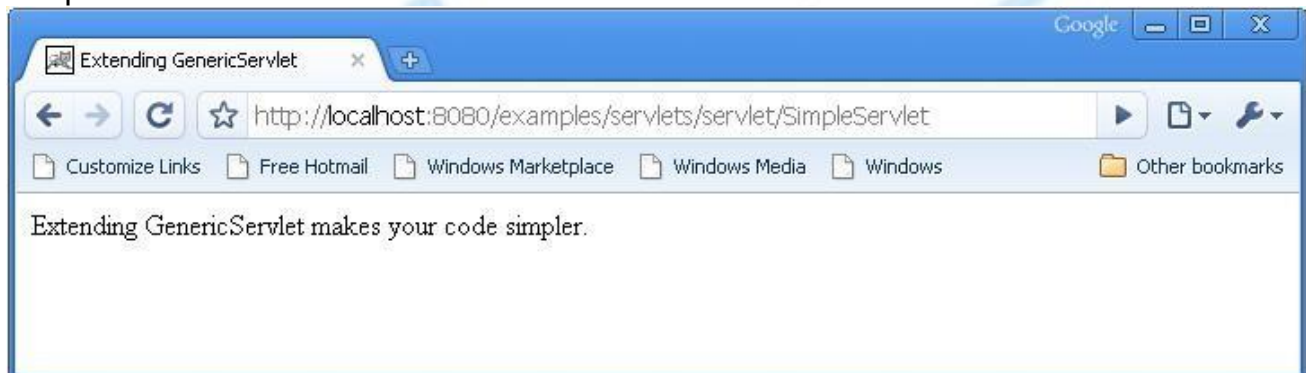 Google
Extending GenericServlet
http://localhost:8080/examples/servlets/servlet/SimpleServlet
Customize Links Free Hotmail Windows Marketplace Windows Media Windows Other bookmarks
Extending GenericServlet makes your code simpler.